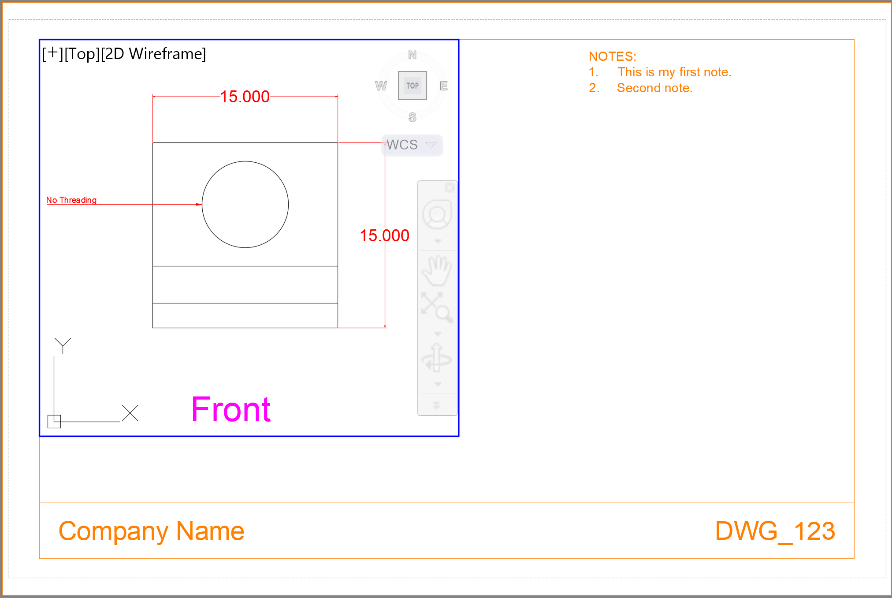 [+][Top][2D Wireframe]
N
W
TOP
E
S
WCS
15.000
No Threading
15.000
Y
X
Front
NOTES:
1. This is my first note.
2. Second note.
Company Name
DWG_123